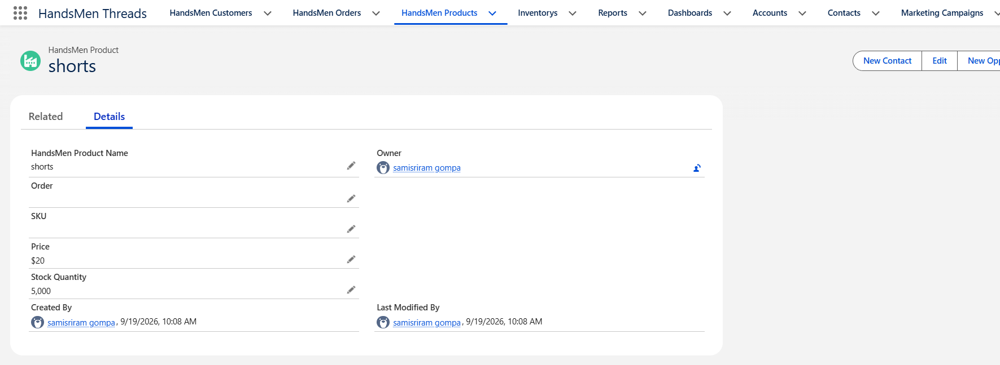 HandsMen Threads
HandsMen Customers
HandsMen Orders
HandsMen Products
Inventorys
Reports
Dashboards
Accounts
Contacts
Marketing Campaigns
HandsMen Product
shorts
New Contact
Edit
New Opp
Related
Details
HandsMen Product Name
shorts
Owner
samisriram gompa
Order
SKU
Price
$20
Stock Quantity
5,000
Created By
samisriram gompa, 9/19/2026, 10:08 AM
Last Modified By
samisriram gompa, 9/19/2026, 10:08 AM